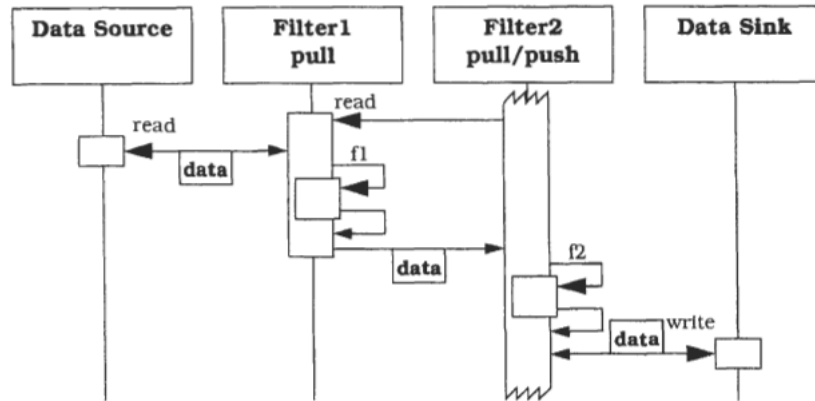 Data Source
Filter1
pull
Filter2
pull/push
Data Sink
read
read
data
f1
data
f2
write
data